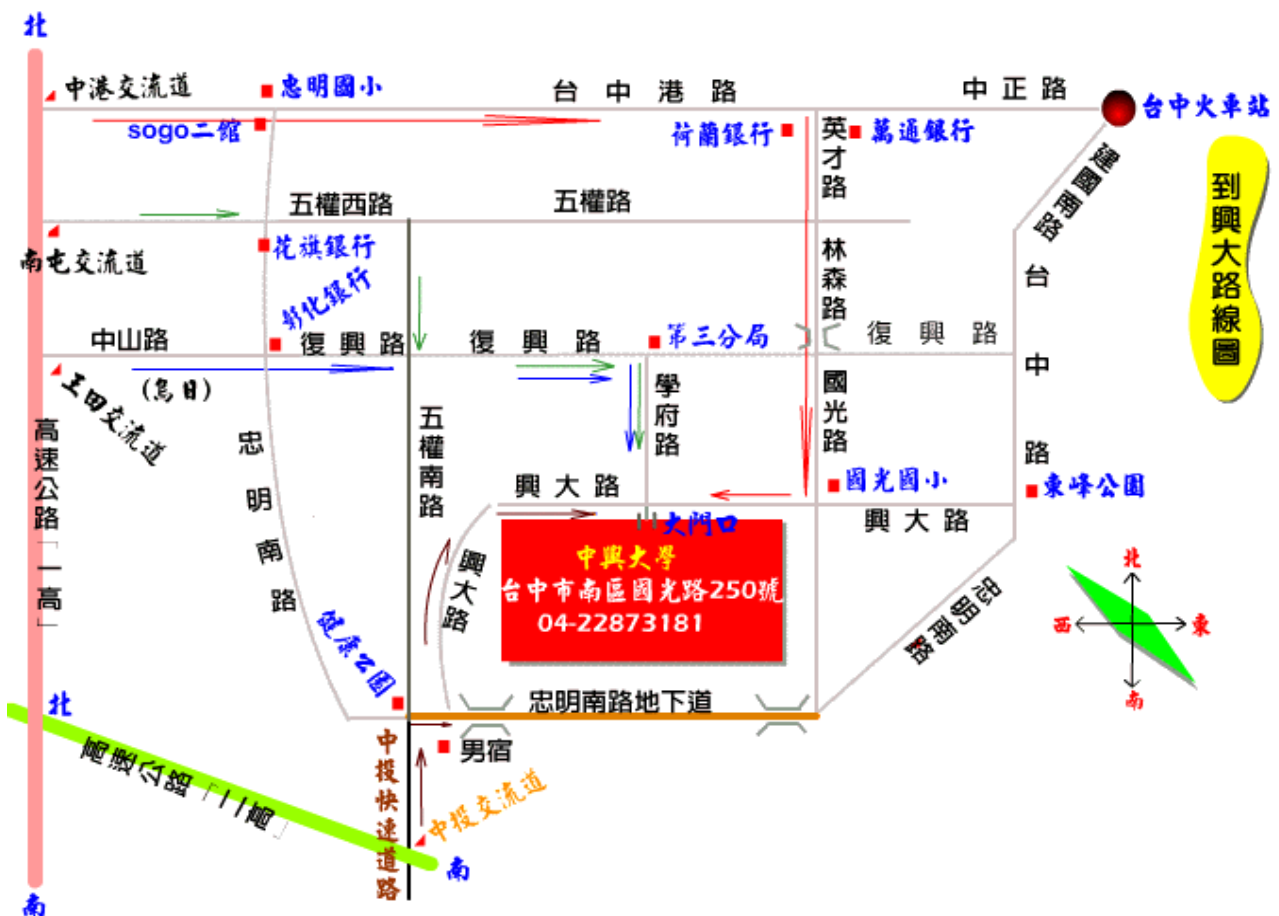 北
中港交流道
忠明國小
台中港路
中正路
台中火車站
sogo二館
荷蘭銀行
英才路
萬通銀行
建國南路
到興大路線圖
五權西路
五權路
南屯交流道
花旗銀行
林森路
台中路
彰化銀行
中山路
復興路
復興路
第三分局
復興路
王田交流道
(烏日)
學府路
國光路
高速公路「一高」
忠明南路
五權南路
興大路
國光國小
東峰公園
大門口
興大路
興大路
中興大學
台中市南區國光路250號
04-22873181
忠明南路
北
西
東
南
健康公園
忠明南路地下道
北
高速公路「二高」
中投快速道路
男宿
中投交流道
南
南